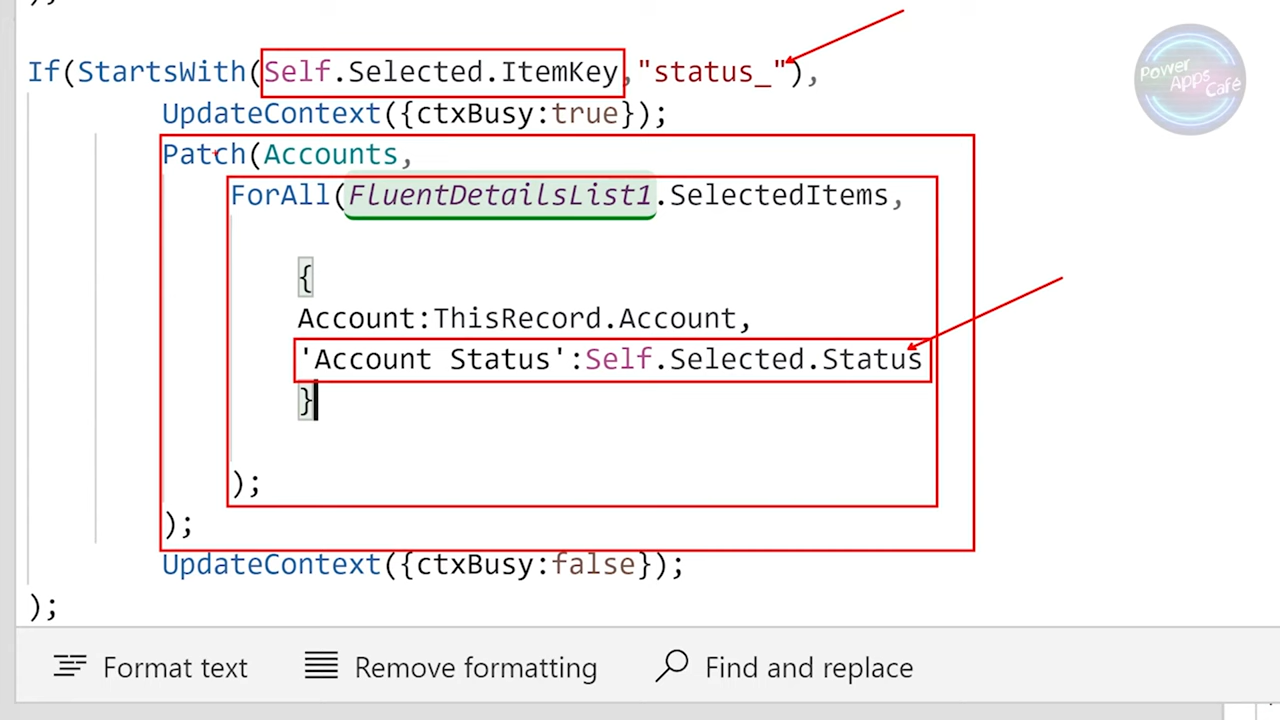 );
If(StartsWith(Self.Selected.ItemKey,"status_"),
UpdateContext({ctxBusy:true});
Patch(Accounts,
ForAll(FluentDetailsList1.SelectedItems,
{
Account:ThisRecord.Account,
'Account Status':Self.Selected.Status
}
);
);
UpdateContext({ctxBusy:false});
);
Format text Remove formatting Find and replace
Power
Apps
Café